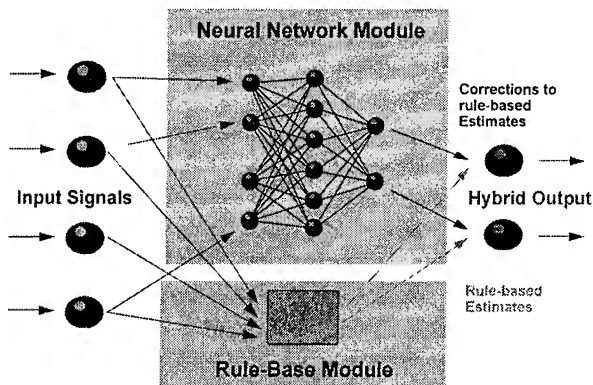 Neural Network Module
Corrections to
rule-based
Estimates
Input Signals
Hybrid Output
Rule-based
Estimates
Rule-Base Module